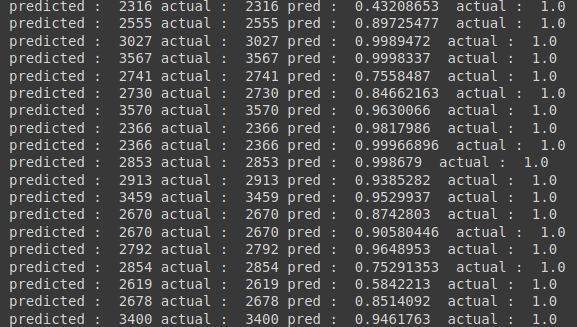 predicted :  2316 actual :  2316 pred :  0.43208653  actual :  1.0
predicted :  2555 actual :  2555 pred :  0.89725477  actual :  1.0
predicted :  3027 actual :  3027 pred :  0.9989472  actual :  1.0
predicted :  3567 actual :  3567 pred :  0.9998337  actual :  1.0
predicted :  2741 actual :  2741 pred :  0.7558487  actual :  1.0
predicted :  2730 actual :  2730 pred :  0.84662163  actual :  1.0
predicted :  3570 actual :  3570 pred :  0.9630066  actual :  1.0
predicted :  2366 actual :  2366 pred :  0.9817986  actual :  1.0
predicted :  2366 actual :  2366 pred :  0.99966896  actual :  1.0
predicted :  2853 actual :  2853 pred :  0.998679  actual :  1.0
predicted :  2913 actual :  2913 pred :  0.9385282  actual :  1.0
predicted :  3459 actual :  3459 pred :  0.9529937  actual :  1.0
predicted :  2670 actual :  2670 pred :  0.8742803  actual :  1.0
predicted :  2670 actual :  2670 pred :  0.90580446  actual :  1.0
predicted :  2792 actual :  2792 pred :  0.9648953  actual :  1.0
predicted :  2854 actual :  2854 pred :  0.75291353  actual :  1.0
predicted :  2619 actual :  2619 pred :  0.5842213  actual :  1.0
predicted :  2678 actual :  2678 pred :  0.8514092  actual :  1.0
predicted :  3400 actual :  3400 pred :  0.9461763  actual :  1.0